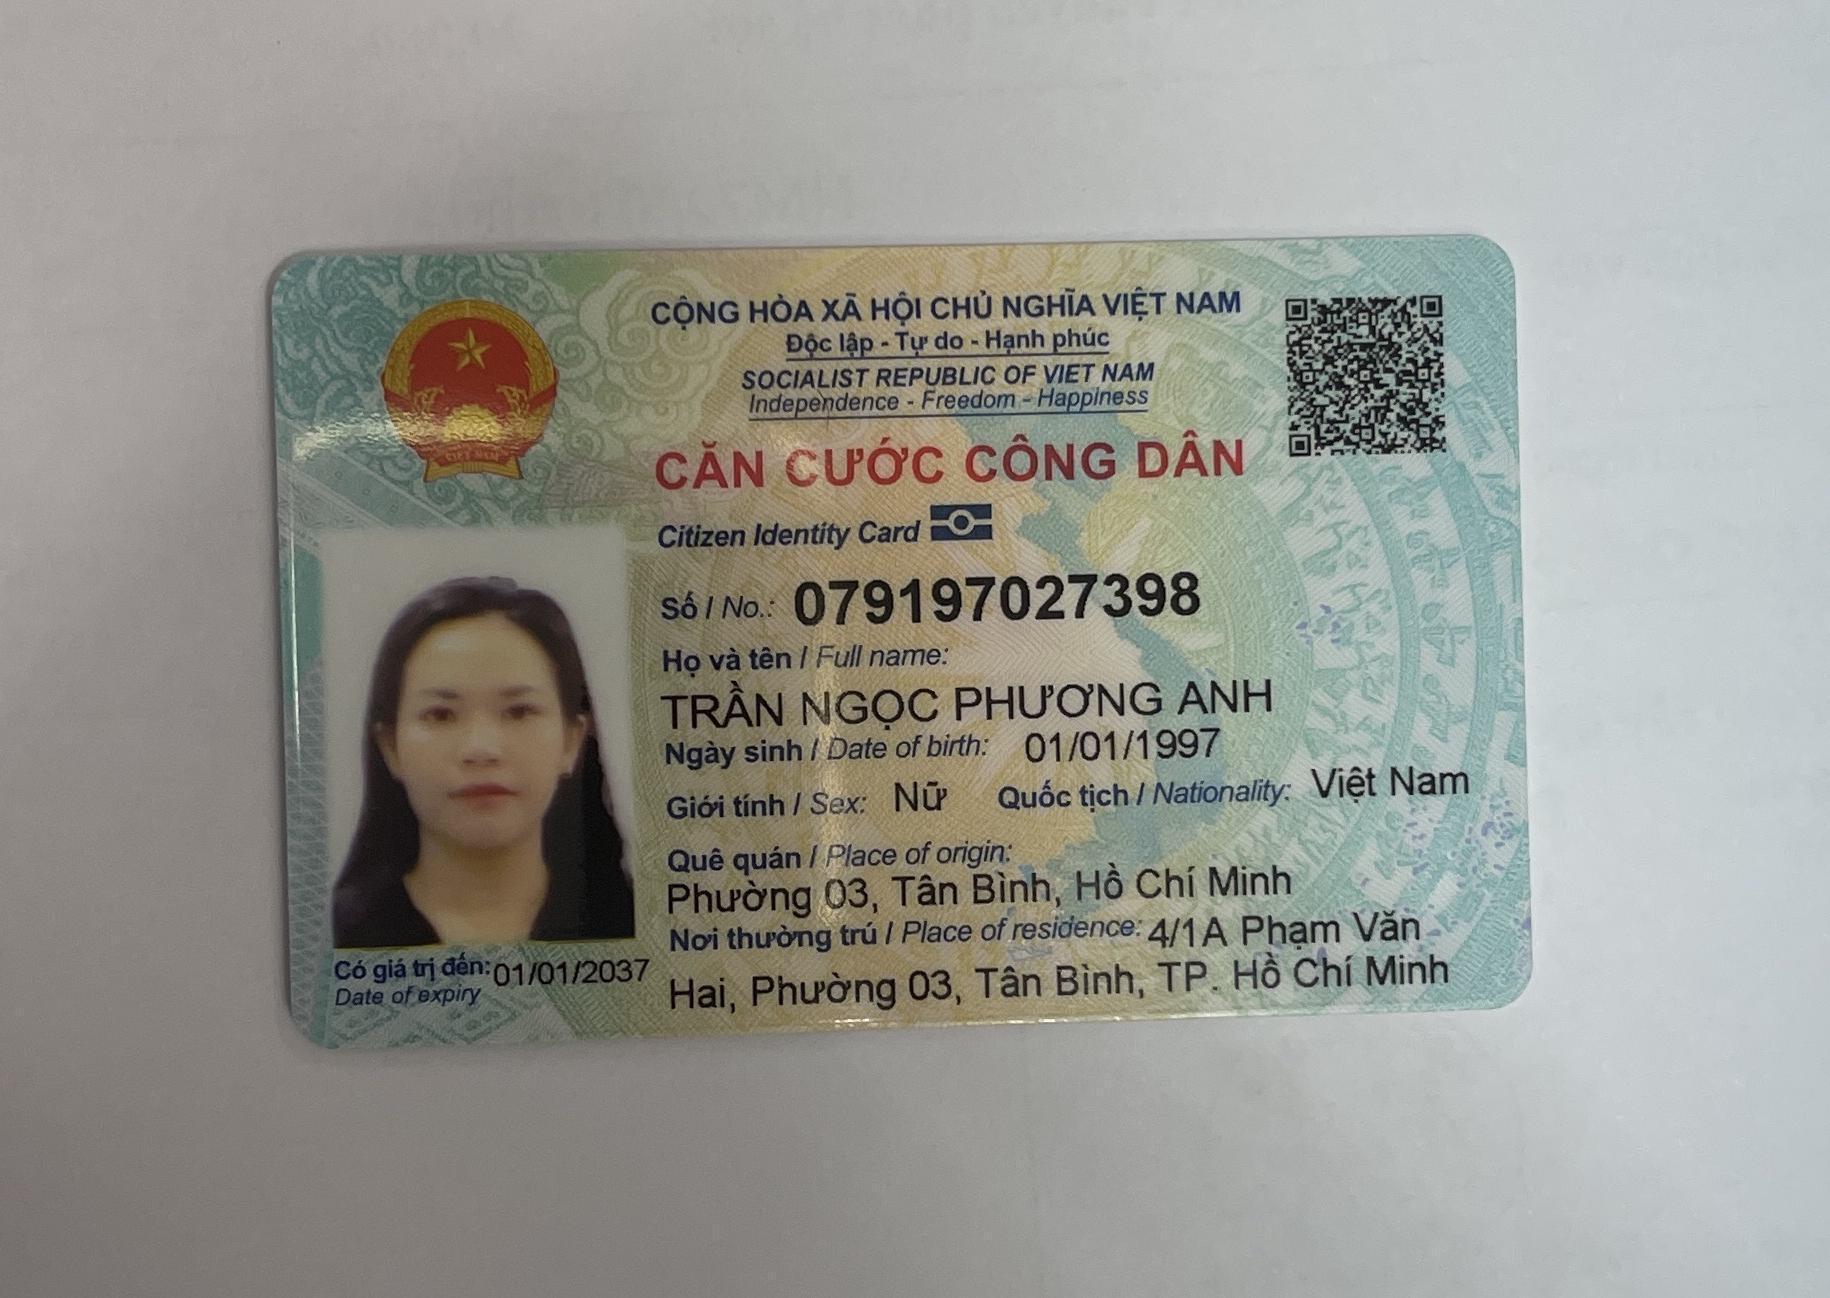 CỘNG HÒA XÃ HỘI CHỦ NGHĨA VIỆT NAM
Độc lập - Tự do - Hạnh phúc
SOCIALIST REPUBLIC OF VIET NAM
Independence - Freedom - Happiness
CĂN CƯỚC CÔNG DÂN
Citizen Identity Card
Số / No.: 079197027398
Họ và tên / Full name:
TRẦN NGỌC PHƯƠNG ANH
Ngày sinh / Date of birth: 01/01/1997
Giới tính / Sex: Nữ Quốc tịch / Nationality: Việt Nam
Quê quán / Place of origin:
Phường 03, Tân Bình, Hồ Chí Minh
Nơi thường trú / Place of residence: 4/1A Phạm Văn
Hai, Phường 03, Tân Bình, TP. Hồ Chí Minh
Có giá trị đến: 01/01/2037
Date of expiry
VIỆT NAM